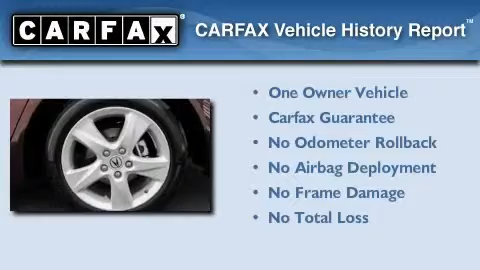 CARFAX® CARFAX Vehicle History Report™
• One Owner Vehicle
• Carfax Guarantee
• No Odometer Rollback
• No Airbag Deployment
• No Frame Damage
• No Total Loss